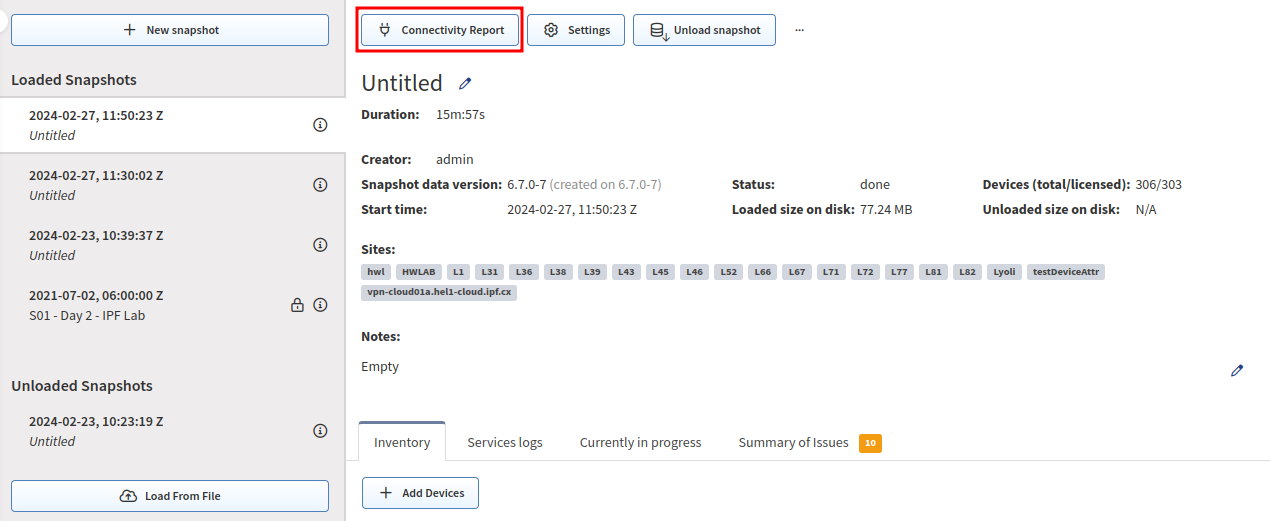 New snapshot
Loaded Snapshots
2024-02-27, 11:50:23 Z
Untitled
2024-02-27, 11:30:02 Z
Untitled
2024-02-23, 10:39:37 Z
Untitled
2021-07-02, 06:00:00 Z
S01 - Day 2 - IPF Lab
Unloaded Snapshots
2024-02-23, 10:23:19 Z
Untitled
Load From File
Connectivity Report Settings Unload snapshot ...
Untitled
Duration: 15m:57s
Creator: admin
Snapshot data version: 6.7.0-7 (created on 6.7.0-7) Status: done Devices (total/licensed): 306/303
Start time: 2024-02-27, 11:50:23 Z Loaded size on disk: 77.24 MB Unloaded size on disk: N/A
Sites:
hwl HWLAB L1 L31 L36 L38 L39 L43 L45 L46 L52 L66 L67 L71 L72 L77 L81 L82 Lyoli testDeviceAttr
vpn-cloud01a.hel1-cloud.ipf.cx
Notes:
Empty
Inventory Services logs Currently in progress Summary of Issues 10
Add Devices